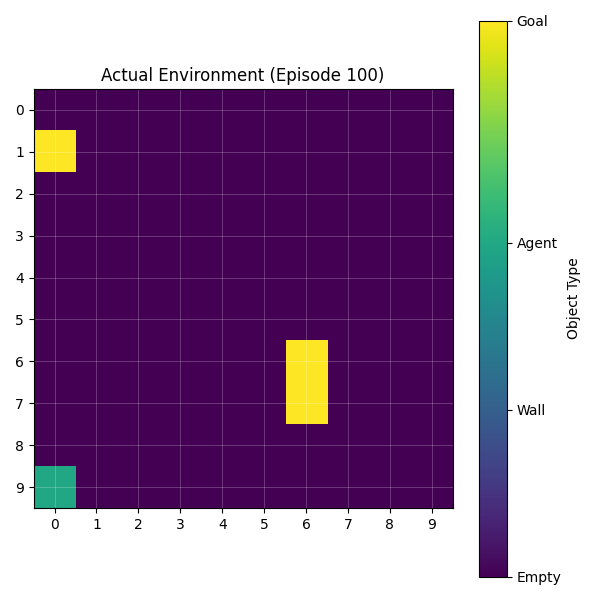 Actual Environment (Episode 100)
0
1
2
3
4
5
6
7
8
9
0 1 2 3 4 5 6 7 8 9
Goal
Agent
Wall
Empty
Object Type